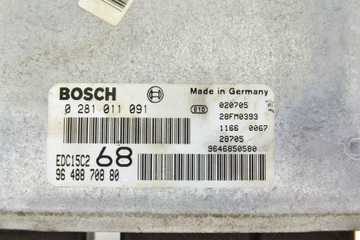 BOSCH
0 281 011 091
EDC15C2 68
96 488 708 80
Made in Germany
e10
020705
28FM0393
1166 0067
28705
9646850580